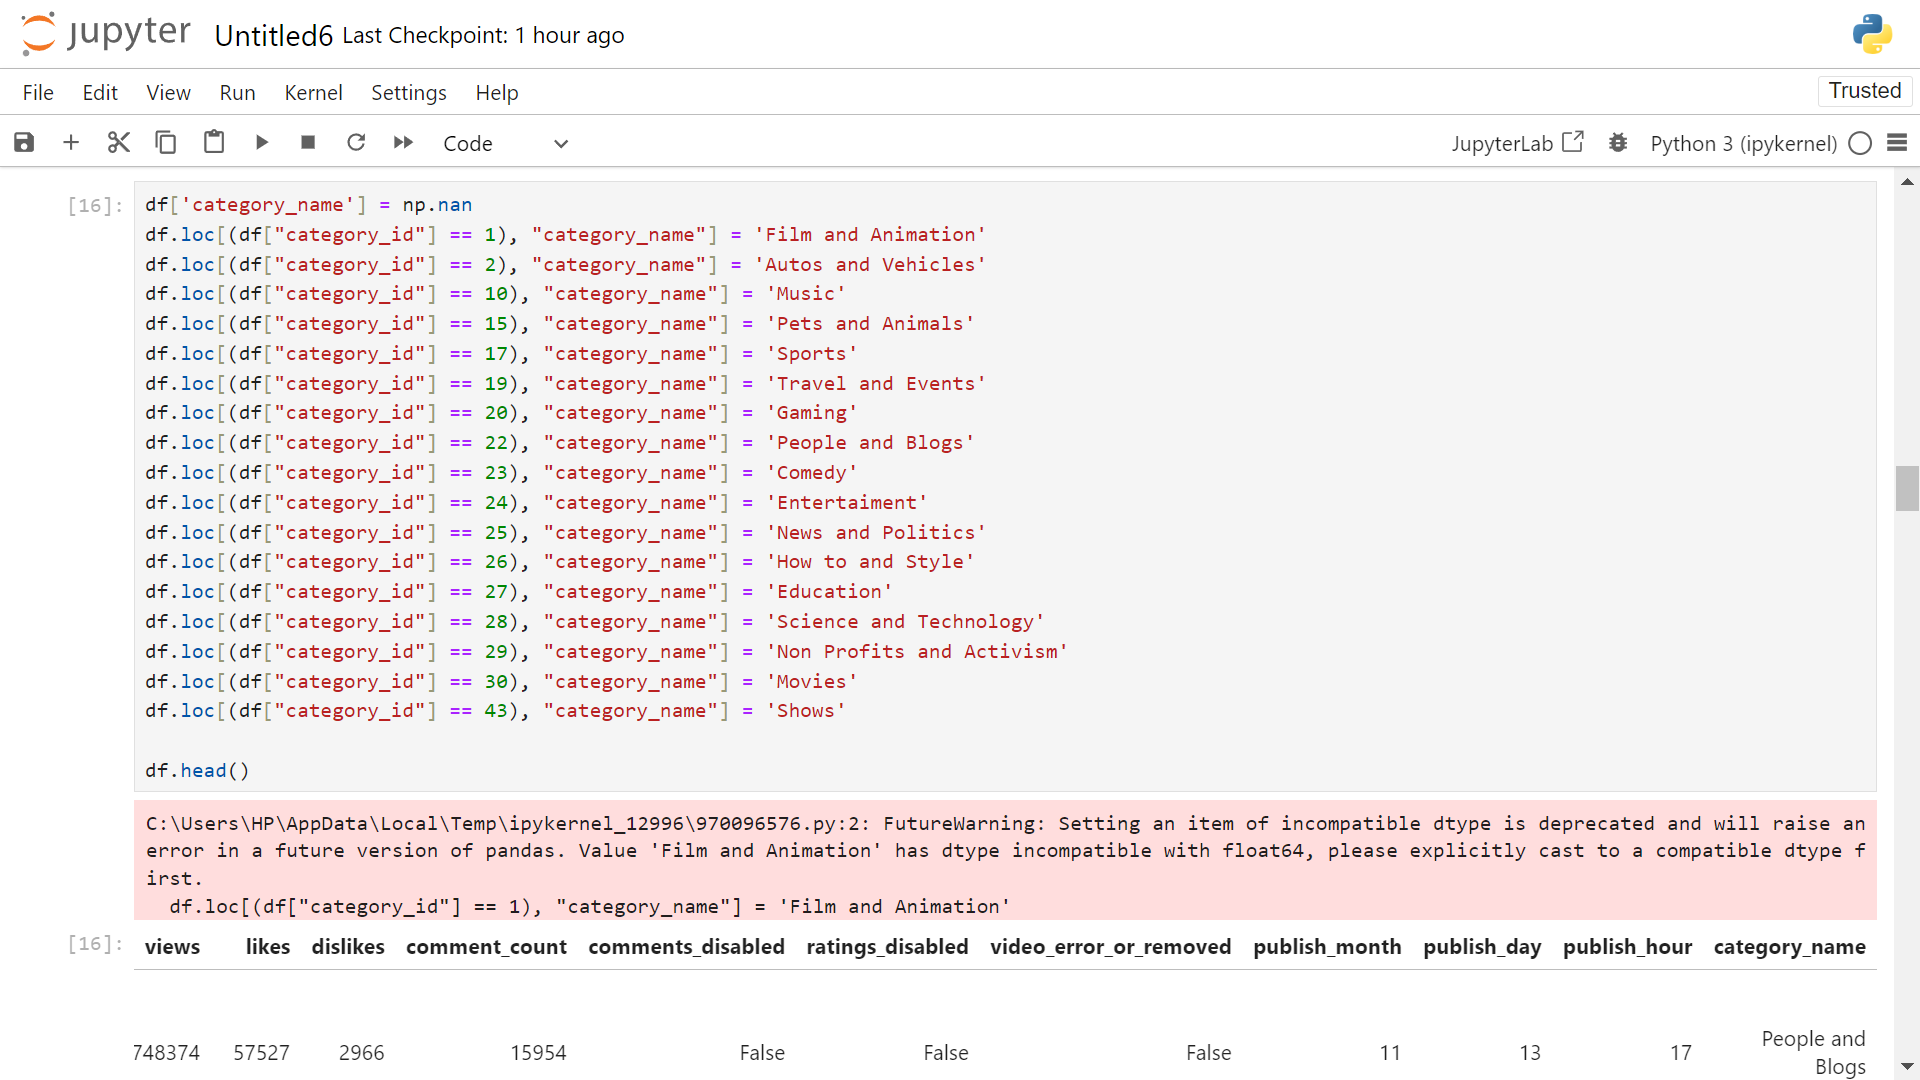 jupyter Untitled6 Last Checkpoint: 1 hour ago
File Edit View Run Kernel Settings Help Trusted
Code JupyterLab Python 3 (ipykernel)
[16]: df['category_name'] = np.nan
df.loc[(df["category_id"] == 1), "category_name"] = 'Film and Animation'
df.loc[(df["category_id"] == 2), "category_name"] = 'Autos and Vehicles'
df.loc[(df["category_id"] == 10), "category_name"] = 'Music'
df.loc[(df["category_id"] == 15), "category_name"] = 'Pets and Animals'
df.loc[(df["category_id"] == 17), "category_name"] = 'Sports'
df.loc[(df["category_id"] == 19), "category_name"] = 'Travel and Events'
df.loc[(df["category_id"] == 20), "category_name"] = 'Gaming'
df.loc[(df["category_id"] == 22), "category_name"] = 'People and Blogs'
df.loc[(df["category_id"] == 23), "category_name"] = 'Comedy'
df.loc[(df["category_id"] == 24), "category_name"] = 'Entertaiment'
df.loc[(df["category_id"] == 25), "category_name"] = 'News and Politics'
df.loc[(df["category_id"] == 26), "category_name"] = 'How to and Style'
df.loc[(df["category_id"] == 27), "category_name"] = 'Education'
df.loc[(df["category_id"] == 28), "category_name"] = 'Science and Technology'
df.loc[(df["category_id"] == 29), "category_name"] = 'Non Profits and Activism'
df.loc[(df["category_id"] == 30), "category_name"] = 'Movies'
df.loc[(df["category_id"] == 43), "category_name"] = 'Shows'
df.head()
C:\Users\HP\AppData\Local\Temp\ipykernel_12996\970096576.py:2: FutureWarning: Setting an item of incompatible dtype is deprecated and will raise an
error in a future version of pandas. Value 'Film and Animation' has dtype incompatible with float64, please explicitly cast to a compatible dtype f
irst.
df.loc[(df["category_id"] == 1), "category_name"] = 'Film and Animation'
[16]: views likes dislikes comment_count comments_disabled ratings_disabled video_error_or_removed publish_month publish_day publish_hour category_name
748374 57527 2966 15954 False False False 11 13 17 People and
Blogs